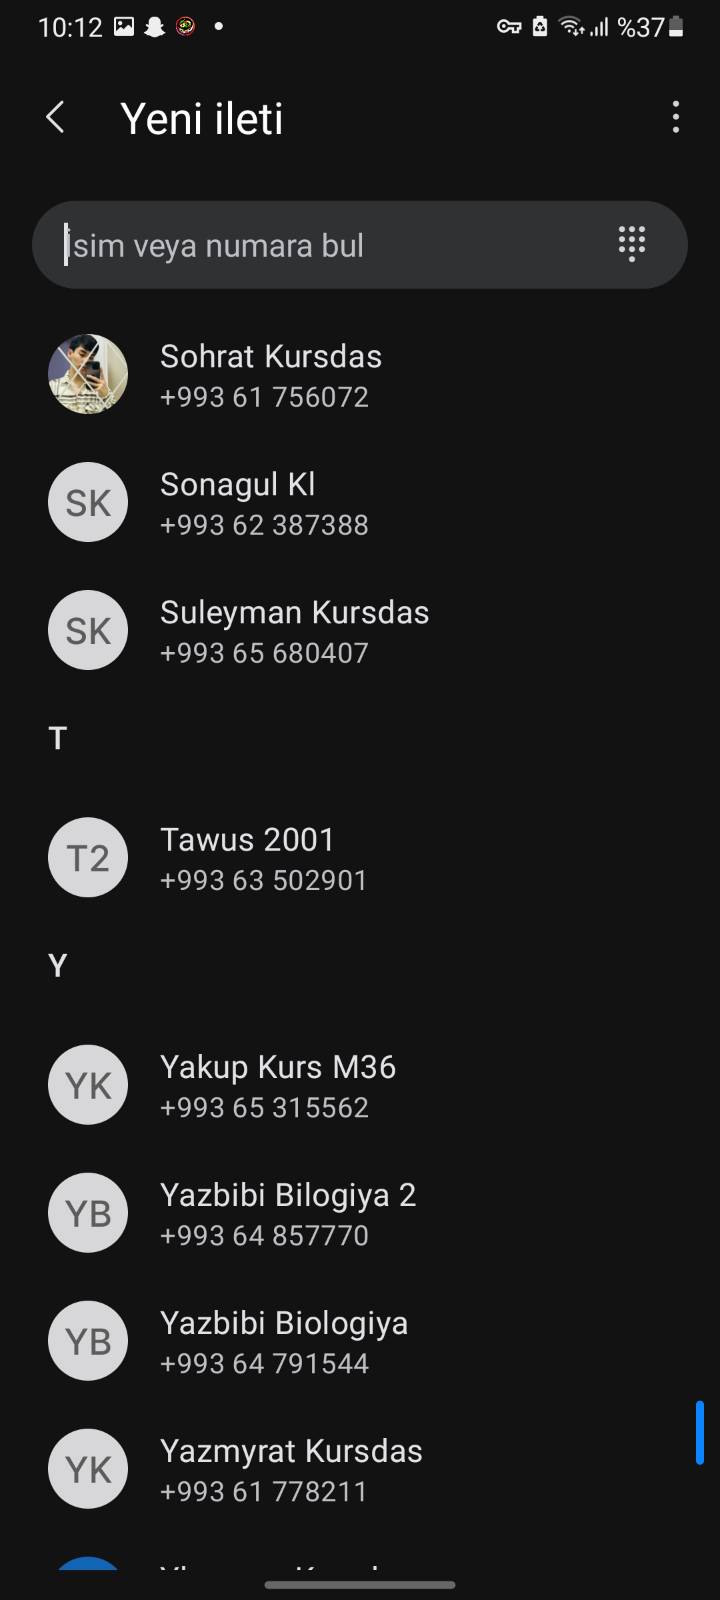 10:12
%37
Yeni ileti
İsim veya numara bul
Sohrat Kursdas
+993 61 756072
SK
Sonagul Kl
+993 62 387388
SK
Suleyman Kursdas
+993 65 680407
T
T2
Tawus 2001
+993 63 502901
Y
YK
Yakup Kurs M36
+993 65 315562
YB
Yazbibi Bilogiya 2
+993 64 857770
YB
Yazbibi Biologiya
+993 64 791544
YK
Yazmyrat Kursdas
+993 61 778211